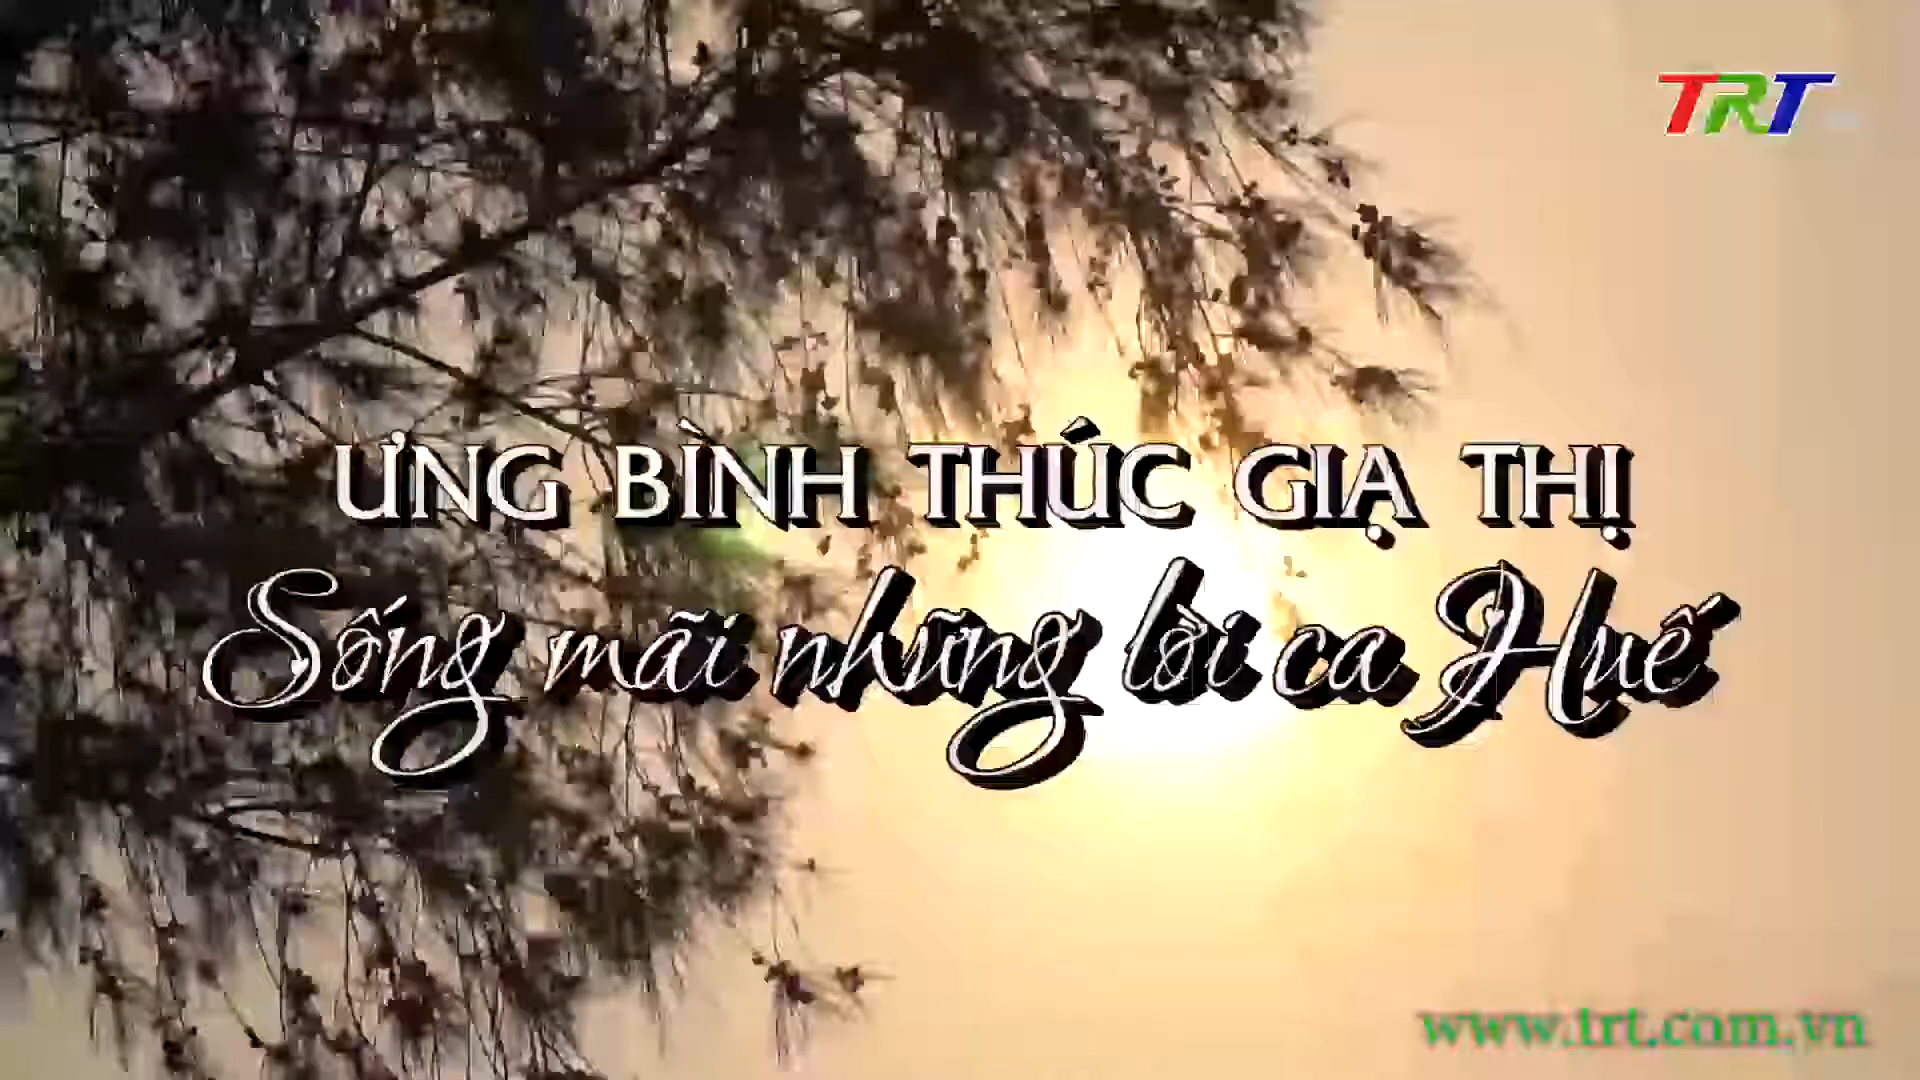 TRT
ƯNG BÌNH THÚC GIẠ THỊ
Sống mãi những lời ca Huế
www.trt.com.vn